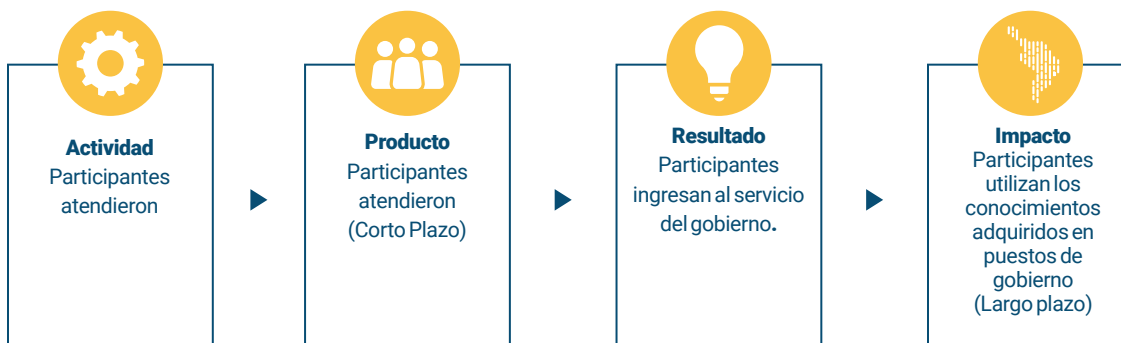 Actividad
Participantes
atendieron
Producto
Participantes
atendieron
(Corto Plazo)
Resultado
Participantes
ingresan al servicio
del gobierno.
Impacto
Participantes
utilizan los
conocimientos
adquiridos en
puestos de
gobierno
(Largo plazo)